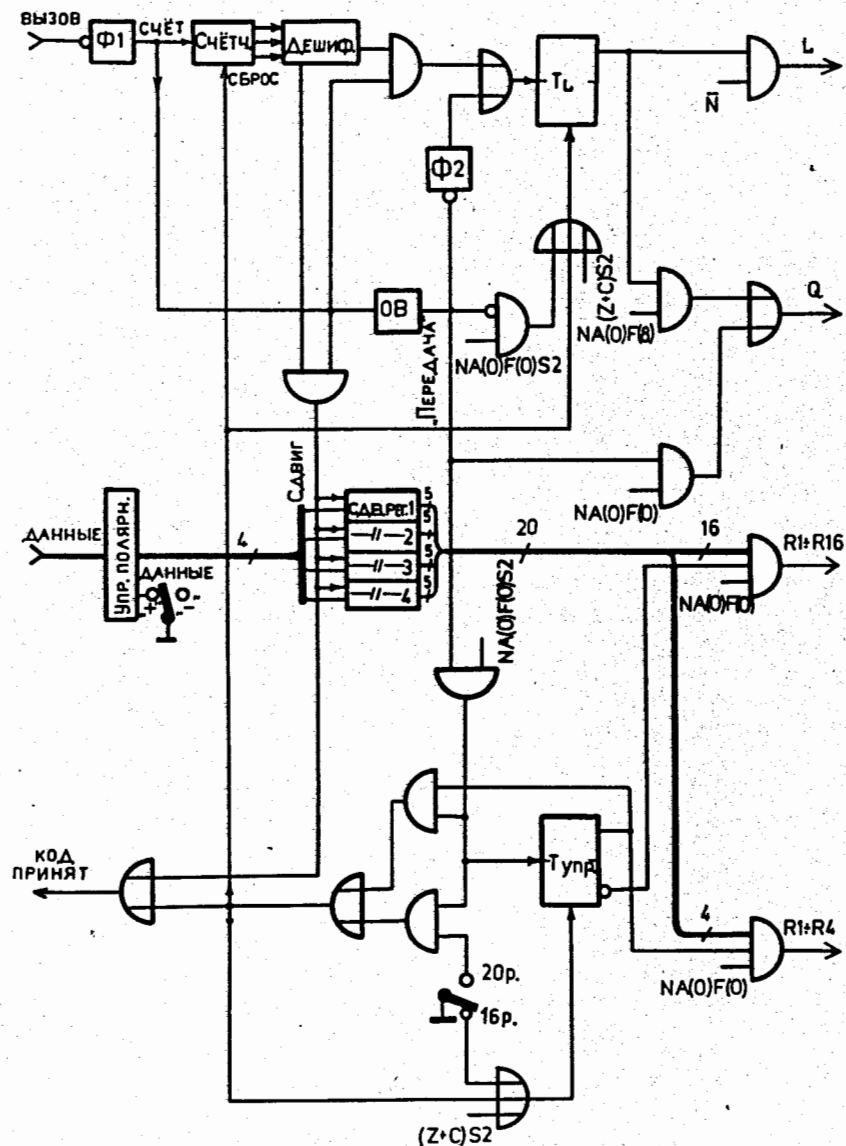 ВЫЗОВ
Ф1
СЧЁТ
СЧЁТЧ.
ДЕШИФ.
СБРОС
TL
L
N̅
Ф2
ОВ
„ПЕРЕДАЧА"
NA(0)F(0)S2
(Z+C)S2
NA(0)F(8)
Q
NA(0)F(0)
СДВИГ
ДАННЫЕ
УПР. ПОЛЯРН.
ДАННЫЕ
„+"
„-"
4
СДВ.РЕГ.1
—//—2
—//—3
—//—4
5
5
5
5
20
16
NA(0)F(0)S2
R1÷R16
NA(0)F(0)
КОД
ПРИНЯТ
Tупр.
20р.
16р.
4
R1÷R4
NA(0)F(0)
(Z+C)S2